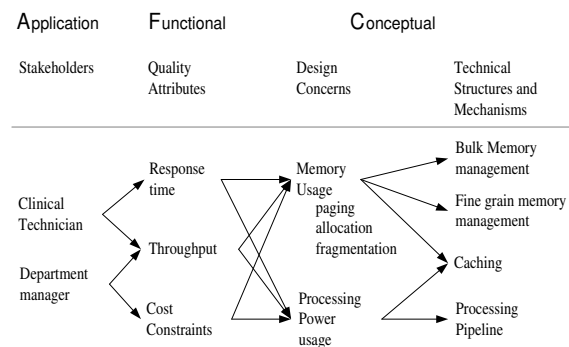 Application
Functional
Conceptual
Stakeholders
Quality
Attributes
Design
Concerns
Technical
Structures and
Mechanisms
Clinical
Technician
Department
manager
Response
time
Throughput
Cost
Constraints
Memory
Usage
paging
allocation
fragmentation
Processing
Power
usage
Bulk Memory
management
Fine grain memory
management
Caching
Processing
Pipeline